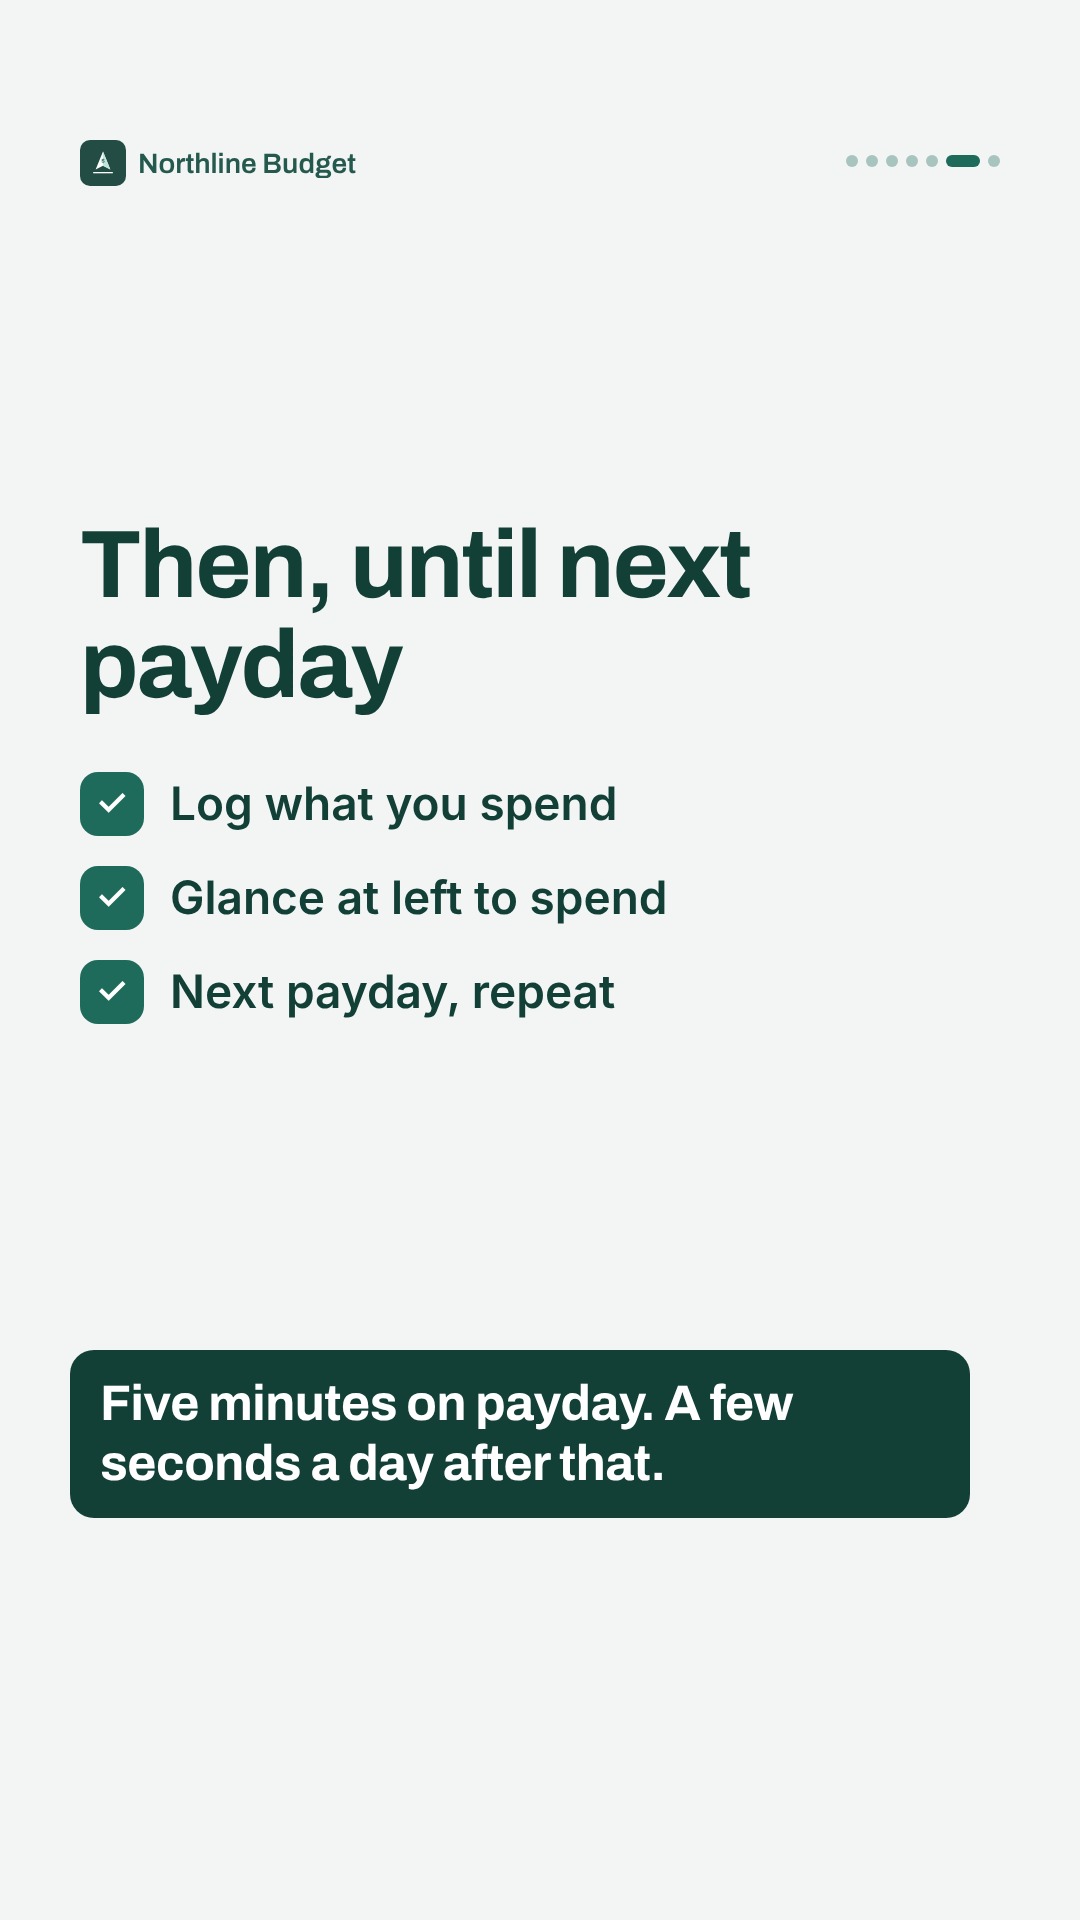 Northline Budget
Then, until next
payday
Log what you spend
Glance at left to spend
Next payday, repeat
Five minutes on payday. A few
seconds a day after that.